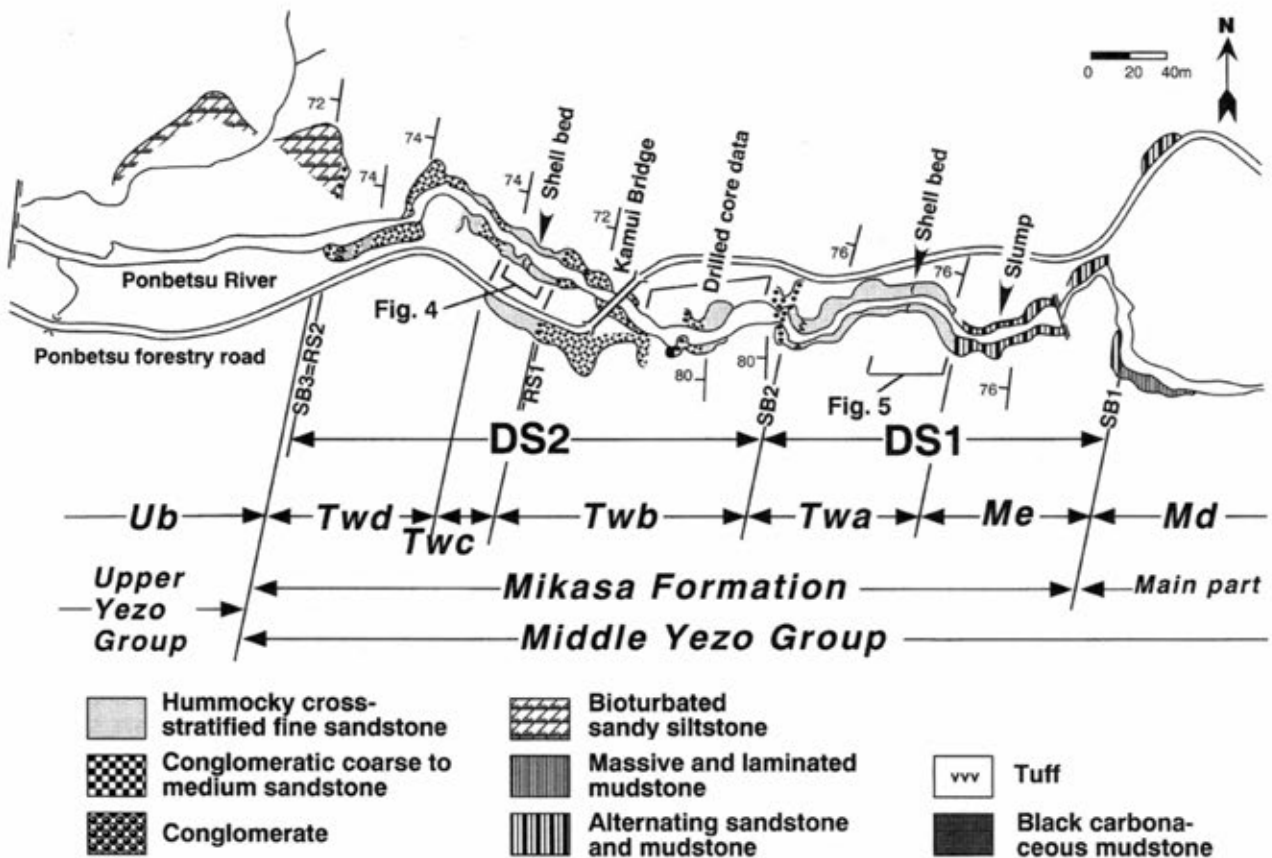 N
0 20 40m
72
74
74
74
Shell bed
72
Kamui Bridge
Drilled core data
76
Shell bed
76
Slump
Ponbetsu River
Fig. 4
Ponbetsu forestry road
SB3=RS2
RS1
80
80
SB2
Fig. 5
76
SB1
DS2
DS1
Ub
Twd
Twc
Twb
Twa
Me
Md
Upper
Yezo
Group
Mikasa Formation
Main part
Middle Yezo Group
Hummocky cross-
stratified fine sandstone
Conglomeratic coarse to
medium sandstone
Conglomerate
Bioturbated
sandy siltstone
Massive and laminated
mudstone
Alternating sandstone
and mudstone
vvv
Tuff
Black carbona-
ceous mudstone